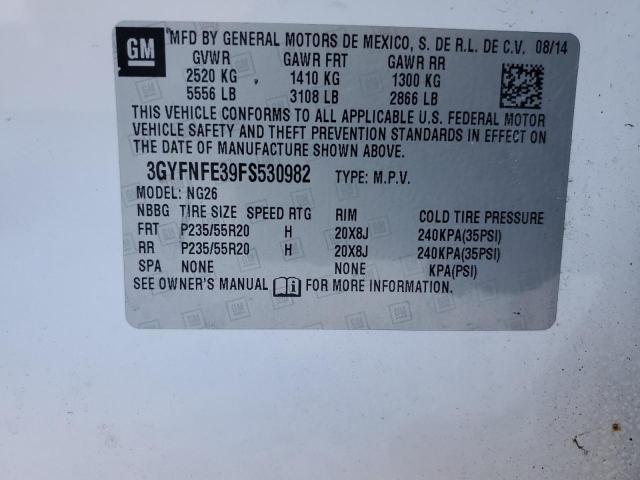 GM
MFD BY GENERAL MOTORS DE MEXICO, S. DE R.L. DE C.V. 08/14
GVWR GAWR FRT GAWR RR
2520 KG 1410 KG 1300 KG
5556 LB 3108 LB 2866 LB
THIS VEHICLE CONFORMS TO ALL APPLICABLE U.S. FEDERAL MOTOR
VEHICLE SAFETY AND THEFT PREVENTION STANDARDS IN EFFECT ON
THE DATE OF MANUFACTURE SHOWN ABOVE.
3GYFNFE39FS530982 TYPE: M.P.V.
MODEL: NG26
NBBG TIRE SIZE SPEED RTG RIM COLD TIRE PRESSURE
FRT P235/55R20 H 20X8J 240KPA(35PSI)
RR P235/55R20 H 20X8J 240KPA(35PSI)
SPA NONE NONE KPA(PSI)
SEE OWNER'S MANUAL FOR MORE INFORMATION.